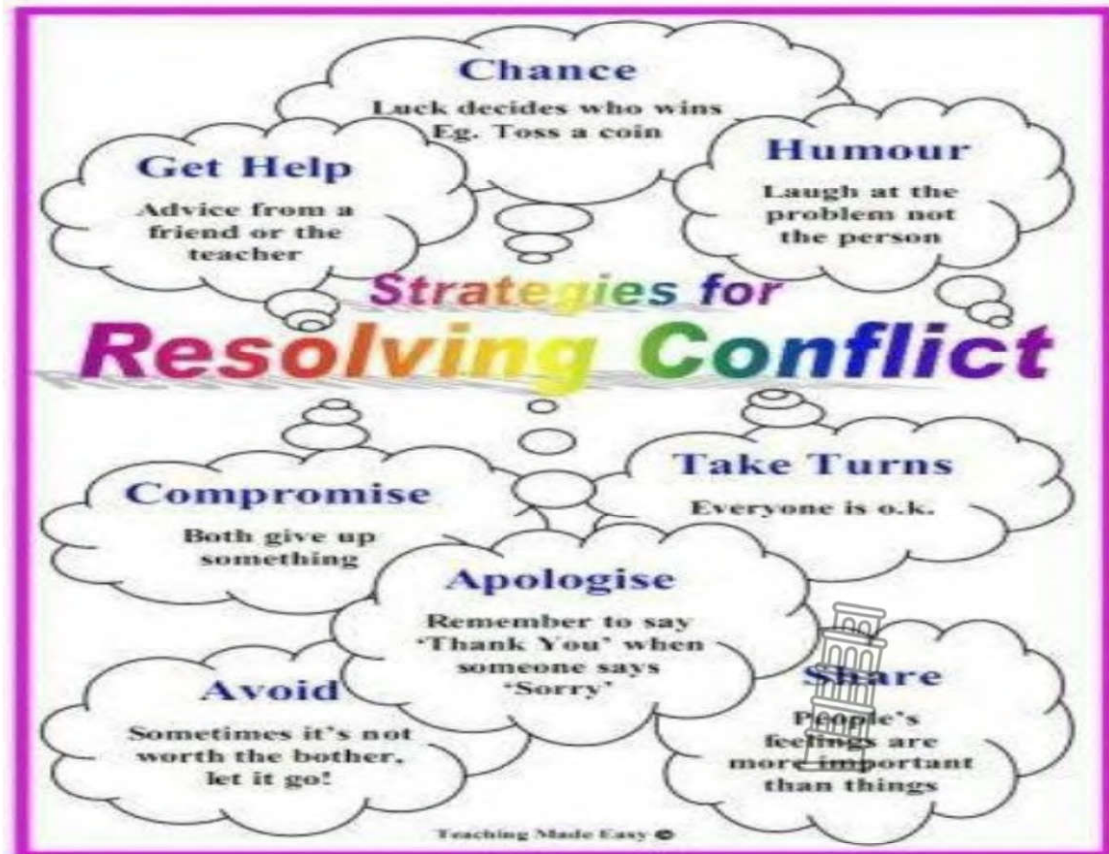 Chance
Luck decides who wins
Eg. Toss a coin
Get Help
Advice from a
friend or the
teacher
Humour
Laugh at the
problem not
the person
Strategies for
Resolving Conflict
Compromise
Both give up
something
Take Turns
Everyone is o.k.
Apologise
Remember to say
‘Thank You’ when
someone says
‘Sorry’
Avoid
Sometimes it's not
worth the bother,
let it go!
Share
People's
feelings are
more important
than things
Teaching Made Easy ©